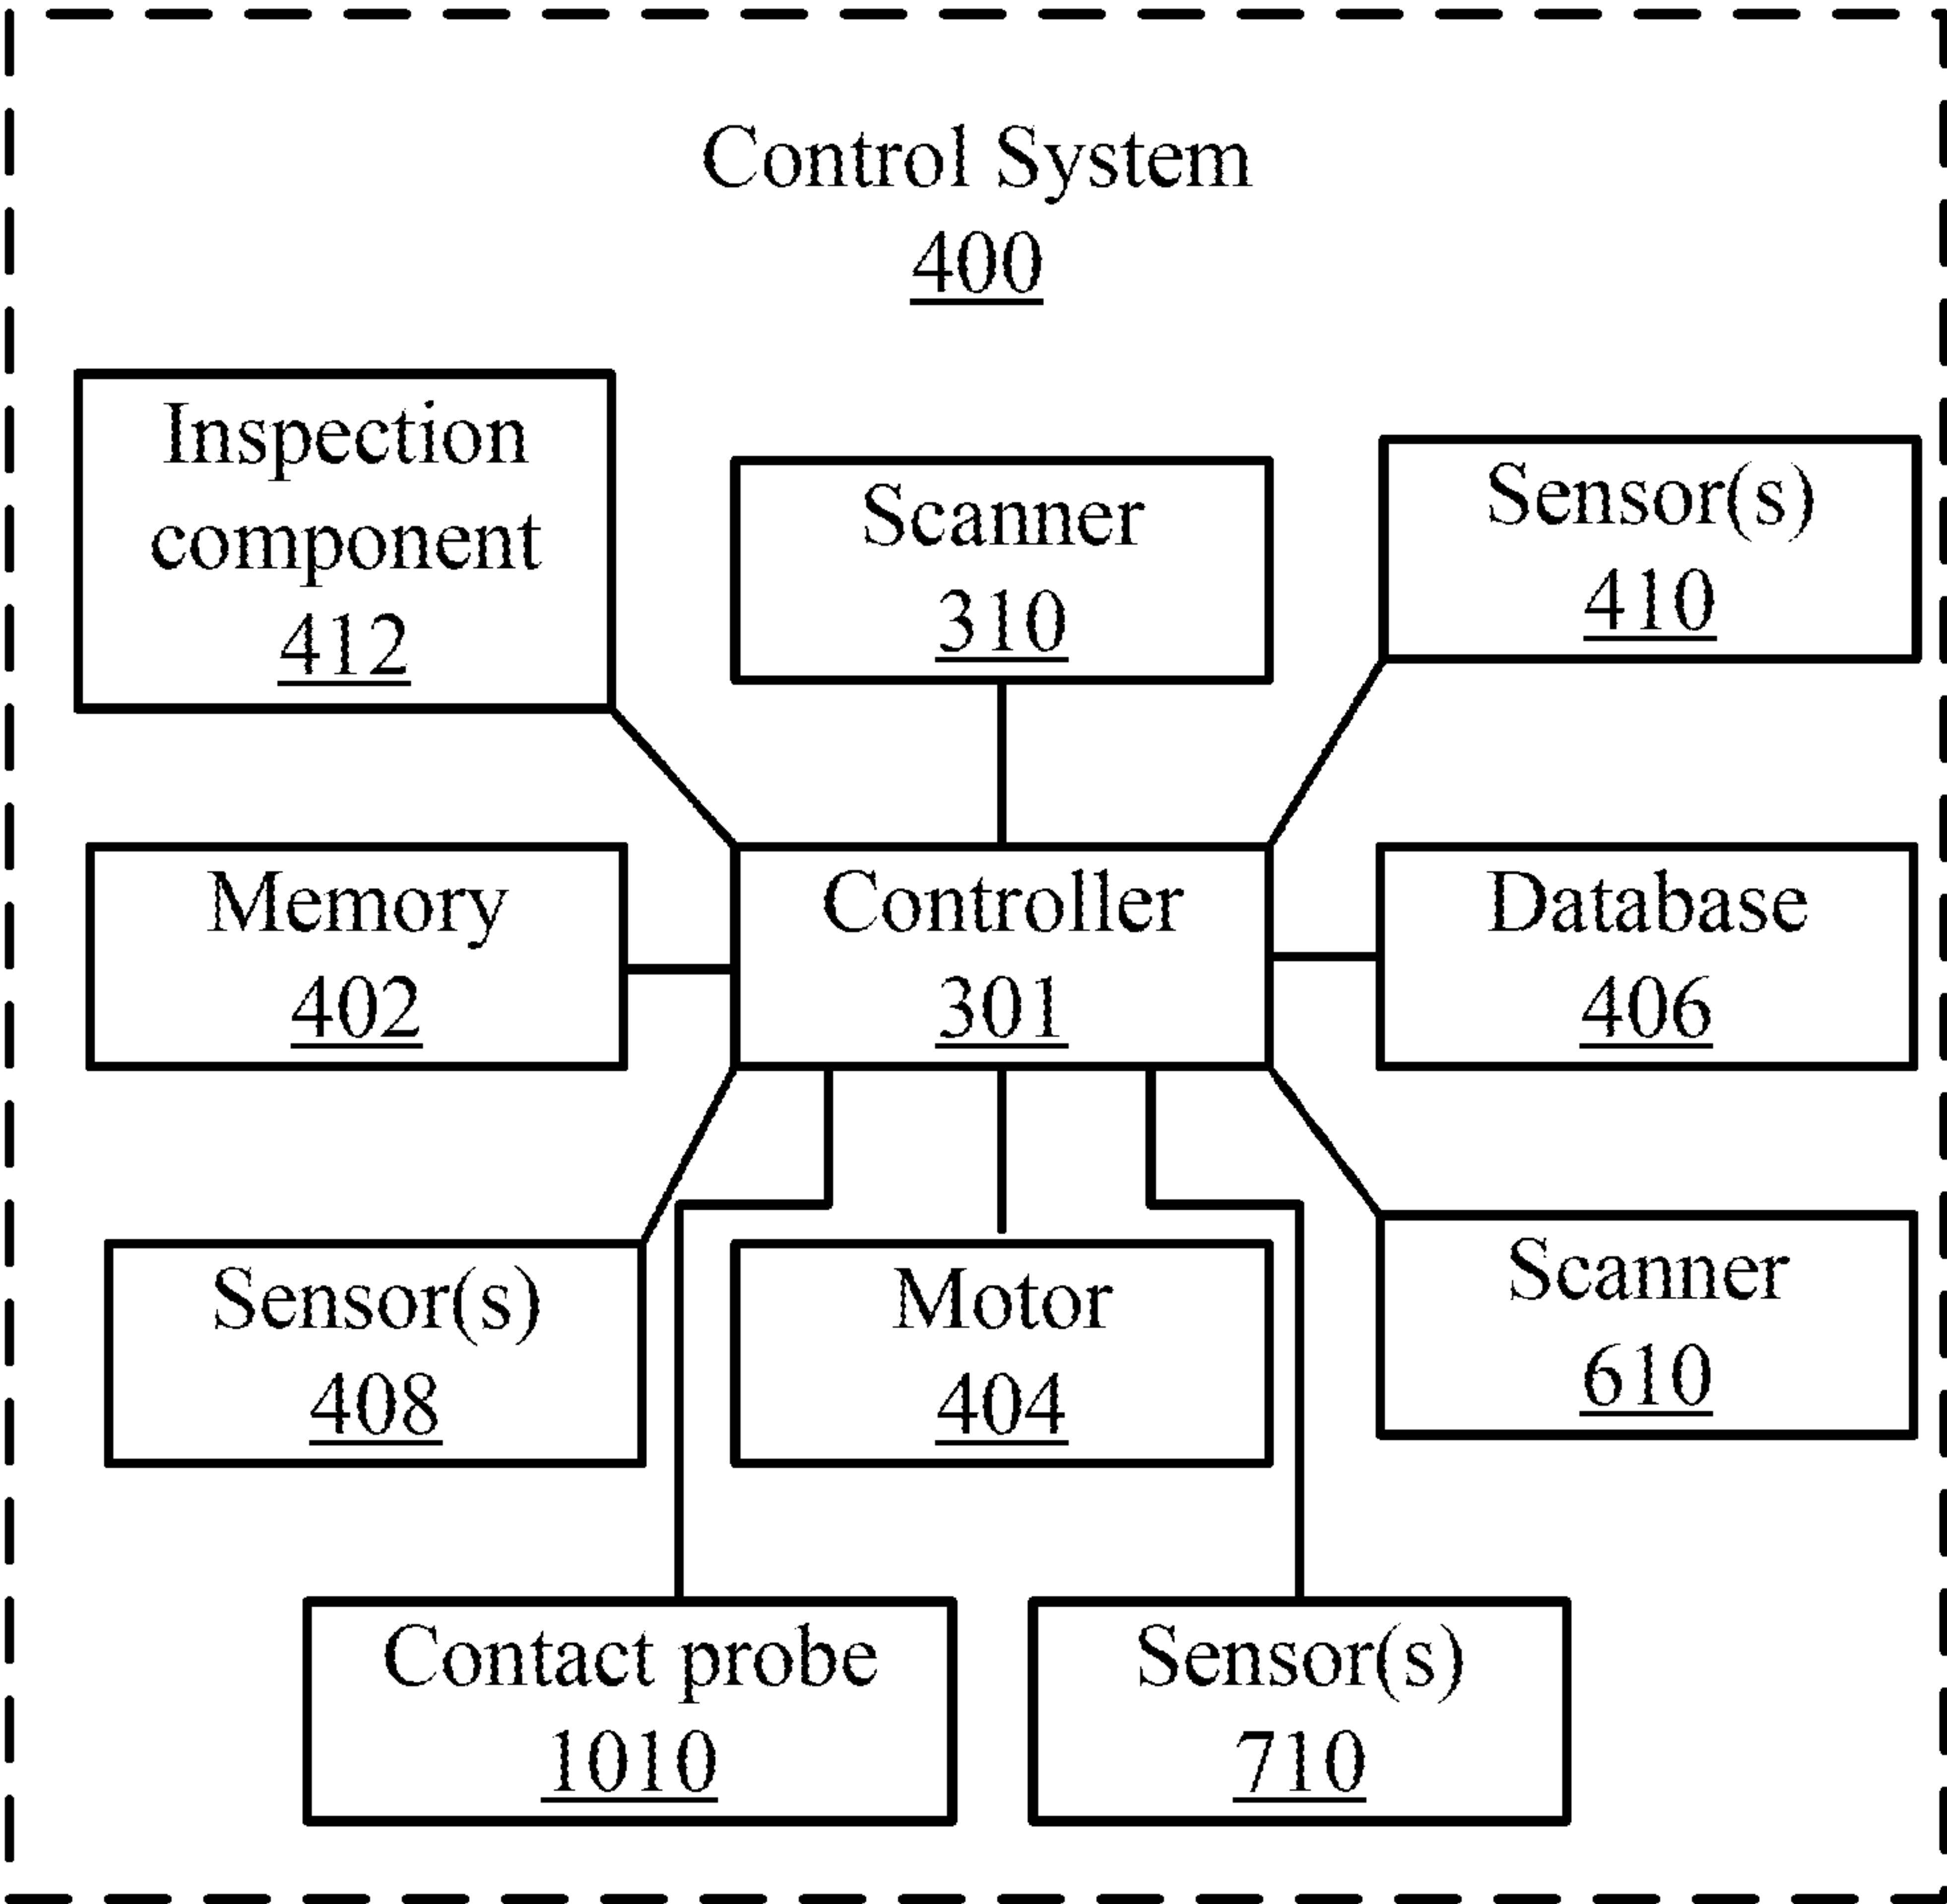 Control System
400
Inspection
component
412
Scanner
310
Sensor(s)
410
Memory
402
Controller
301
Database
406
Sensor(s)
408
Motor
404
Scanner
610
Contact probe
1010
Sensor(s)
710